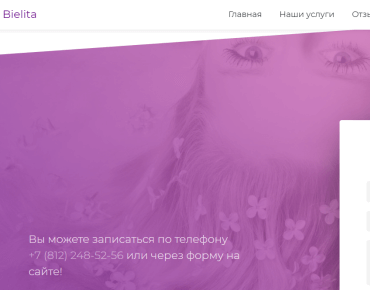 Bielita
Главная Наши услуги
Вы можете записаться по телефону
+7 (812) 248-52-56 или через форму на
сайте!